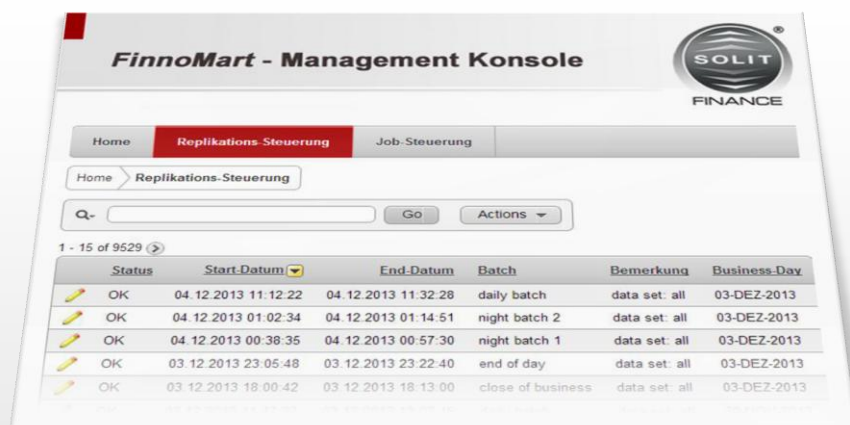 FinnoMart - Management Konsole
®
SOLIT
FINANCE
Home Replikations-Steuerung Job-Steuerung
Home Replikations-Steuerung
Go Actions
1 - 15 of 9529
Status Start-Datum End-Datum Batch Bemerkung Business-Day
OK 04.12.2013 11:12:22 04.12.2013 11:32:28 daily batch data set: all 03-DEZ-2013
OK 04.12.2013 01:02:34 04.12.2013 01:14:51 night batch 2 data set: all 03-DEZ-2013
OK 04.12.2013 00:38:35 04.12.2013 00:57:30 night batch 1 data set: all 03-DEZ-2013
OK 03.12.2013 23:05:48 03.12.2013 23:22:40 end of day data set: all 03-DEZ-2013
OK 03.12.2013 18:00:42 03.12.2013 18:13:00 close of business data set: all 03-DEZ-2013